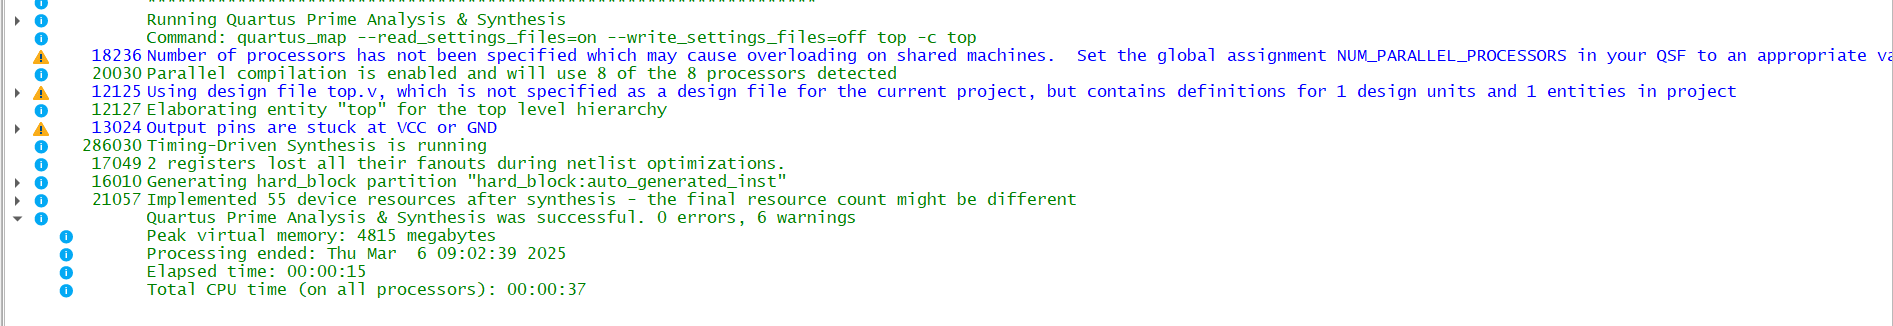 Running Quartus Prime Analysis & Synthesis
Command: quartus_map --read_settings_files=on --write_settings_files=off top -c top
18236 Number of processors has not been specified which may cause overloading on shared machines.  Set the global assignment NUM_PARALLEL_PROCESSORS in your QSF to an appropriate va
20030 Parallel compilation is enabled and will use 8 of the 8 processors detected
12125 Using design file top.v, which is not specified as a design file for the current project, but contains definitions for 1 design units and 1 entities in project
12127 Elaborating entity "top" for the top level hierarchy
13024 Output pins are stuck at VCC or GND
286030 Timing-Driven Synthesis is running
17049 2 registers lost all their fanouts during netlist optimizations.
16010 Generating hard_block partition "hard_block:auto_generated_inst"
21057 Implemented 55 device resources after synthesis - the final resource count might be different
Quartus Prime Analysis & Synthesis was successful. 0 errors, 6 warnings
Peak virtual memory: 4815 megabytes
Processing ended: Thu Mar  6 09:02:39 2025
Elapsed time: 00:00:15
Total CPU time (on all processors): 00:00:37